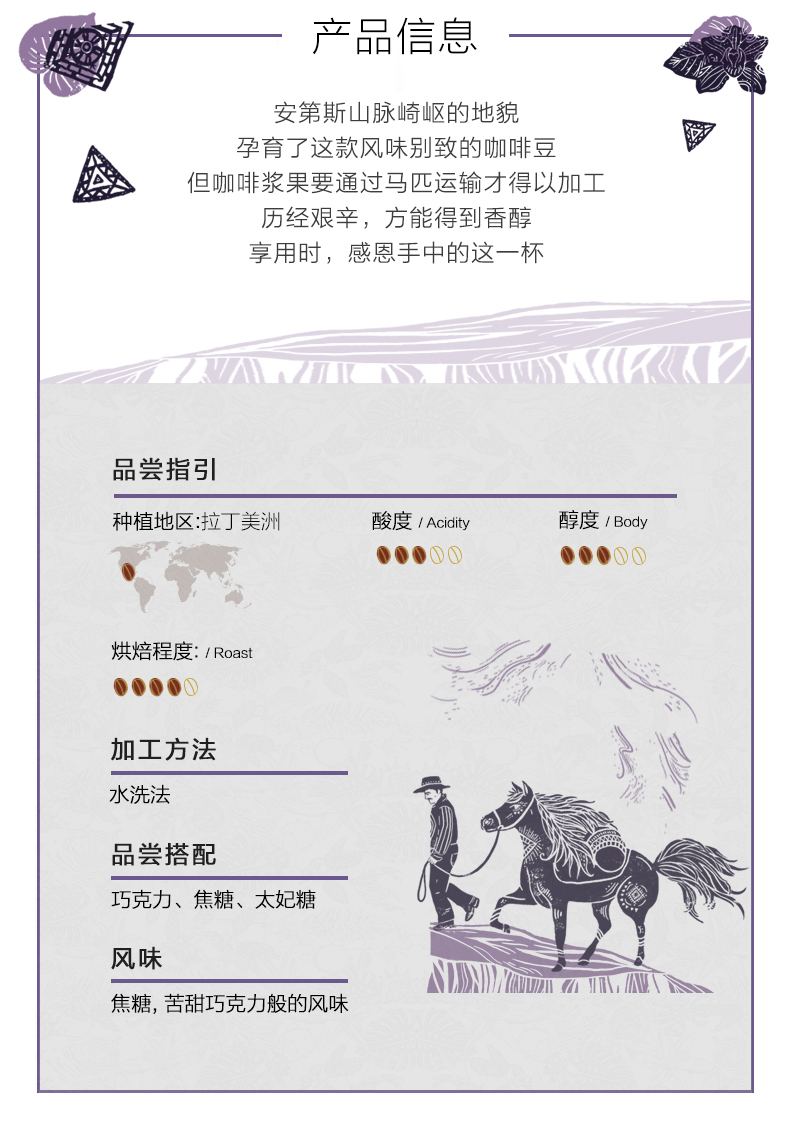 产品信息
安第斯山脉崎岖的地貌
孕育了这款风味别致的咖啡豆
但咖啡浆果要通过马匹运输才得以加工
历经艰辛，方能得到香醇
享用时，感恩手中的这一杯
品尝指引
种植地区:拉丁美洲
酸度 / Acidity
醇度 / Body
烘焙程度: / Roast
加工方法
水洗法
品尝搭配
巧克力、焦糖、太妃糖
风味
焦糖, 苦甜巧克力般的风味